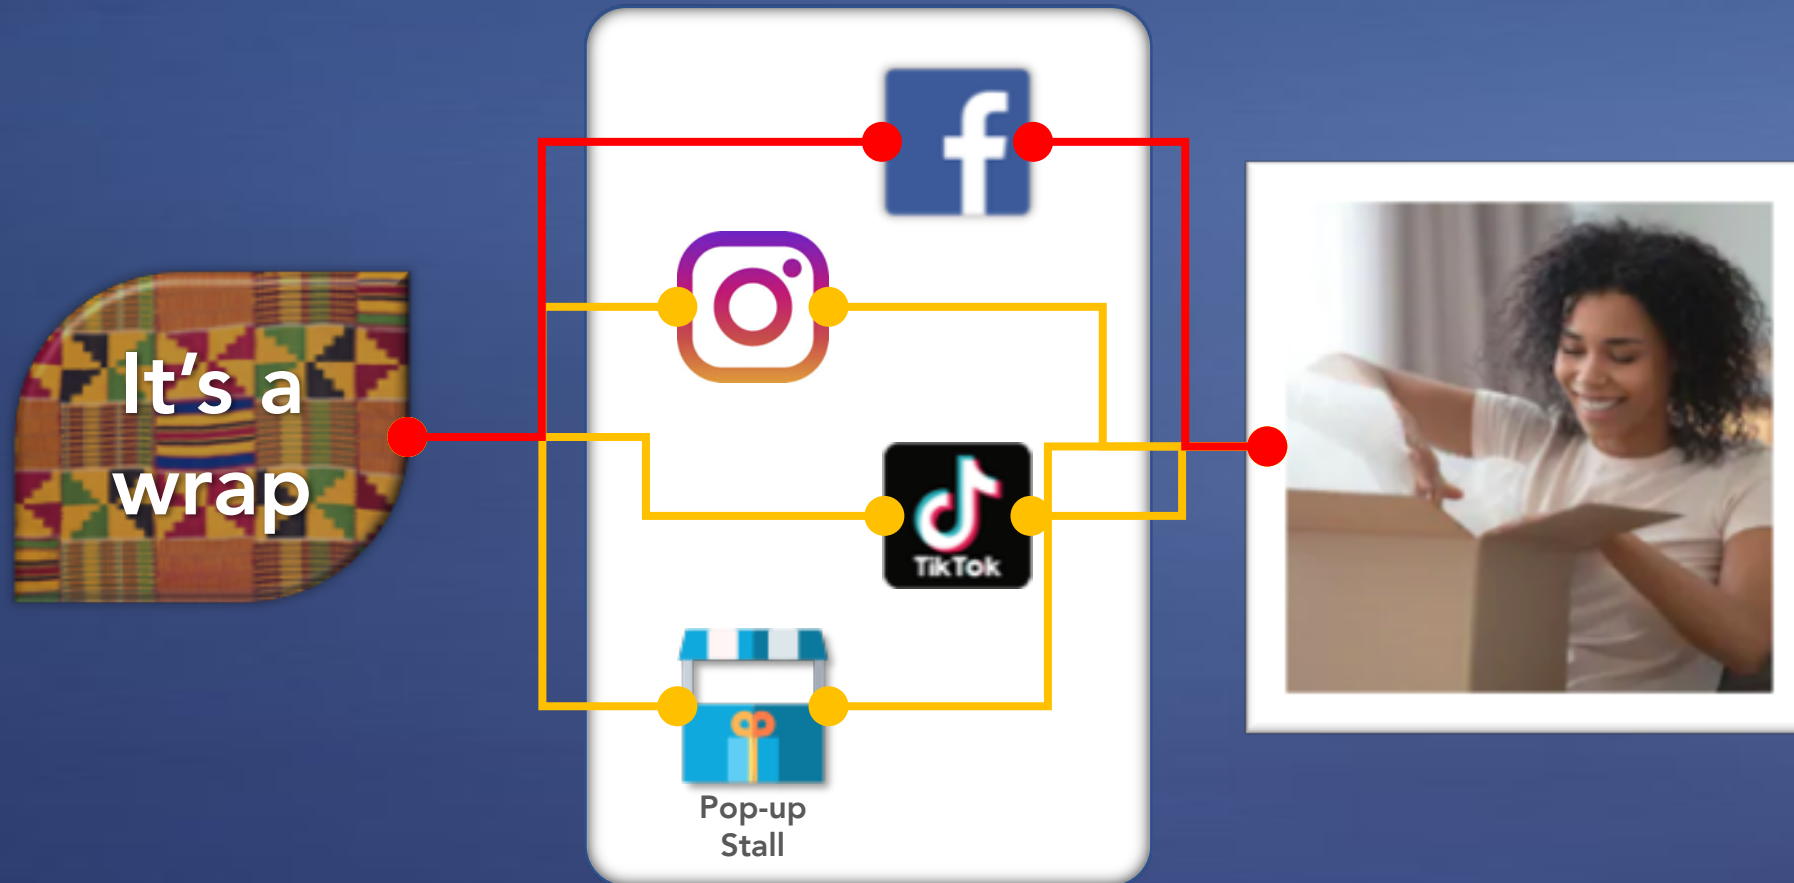 It’s a
wrap
f
TikTok
Pop-up
Stall